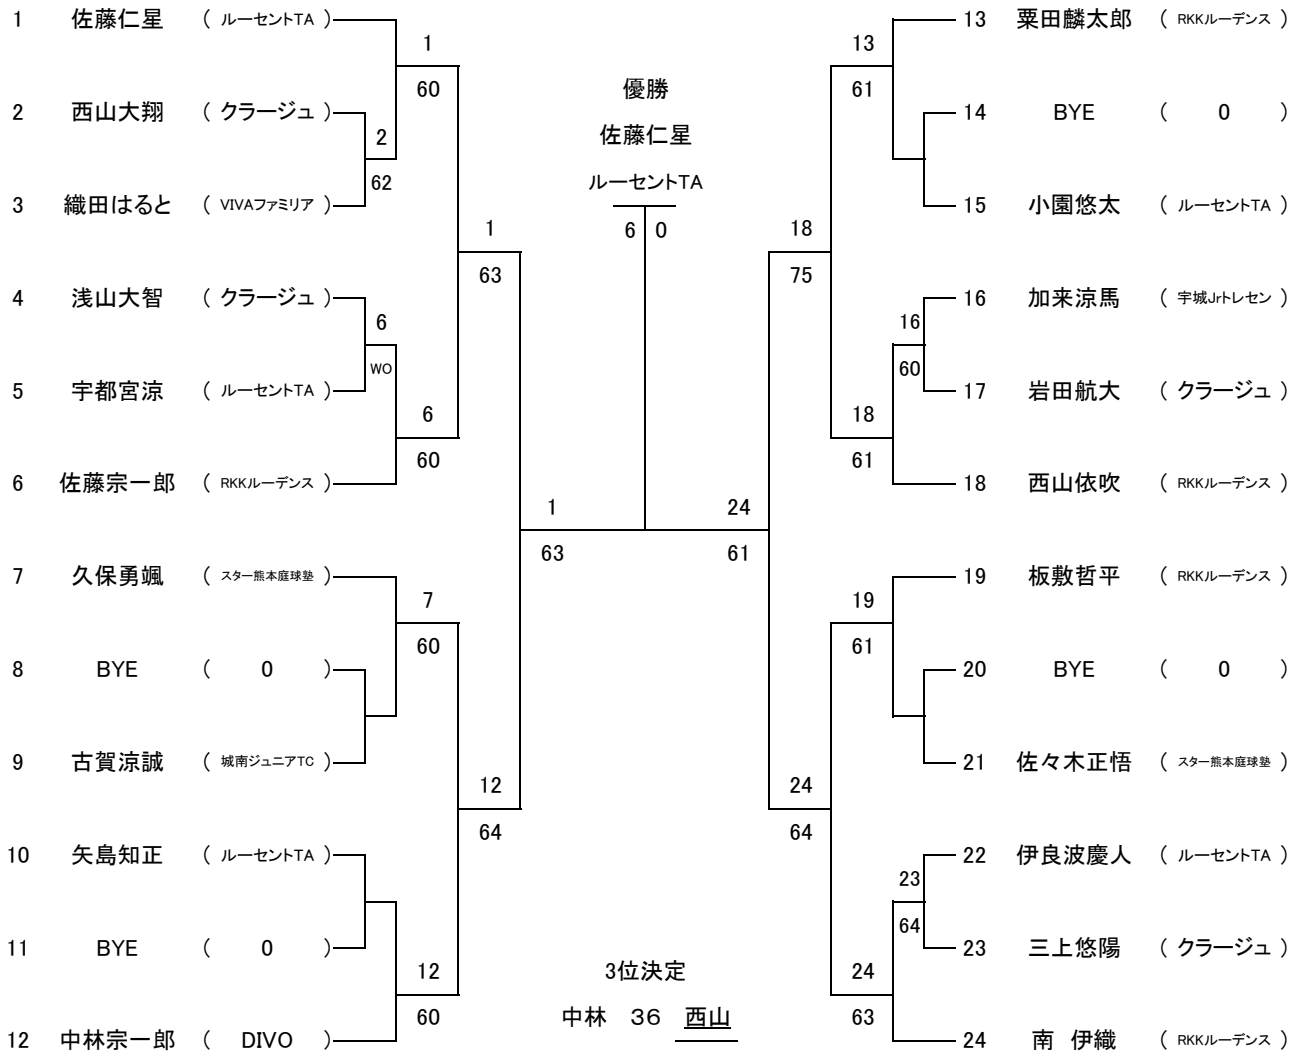 1 佐藤仁星 ( ルーセントTA )
1
60
2 西山大翔 ( クラージュ )
2
62
3 織田はると ( VIVAファミリア )
1
63
4 浅山大智 ( クラージュ )
6
WO
5 宇都宮涼 ( ルーセントTA )
6
60
6 佐藤宗一郎 ( RKKルーデンス )
1
63
7 久保勇颯 ( スター熊本庭球塾 )
7
60
8 BYE ( 0 )
9 古賀涼誠 ( 城南ジュニアTC )
12
64
10 矢島知正 ( ルーセントTA )
11 BYE ( 0 )
12
60
12 中林宗一郎 ( DIVO )
優勝
佐藤仁星
ルーセントTA
6 0
3位決定
中林 36 西山
13 粟田麟太郎 ( RKKルーデンス )
13
61
14 BYE ( 0 )
15 小園悠太 ( ルーセントTA )
18
75
16 加来涼馬 ( 宇城Jrトレセン )
16
60
17 岩田航大 ( クラージュ )
18
61
18 西山依吹 ( RKKルーデンス )
24
61
19 板敷哲平 ( RKKルーデンス )
19
61
20 BYE ( 0 )
21 佐々木正悟 ( スター熊本庭球塾 )
24
64
22 伊良波慶人 ( ルーセントTA )
23
64
23 三上悠陽 ( クラージュ )
24
63
24 南 伊織 ( RKKルーデンス )